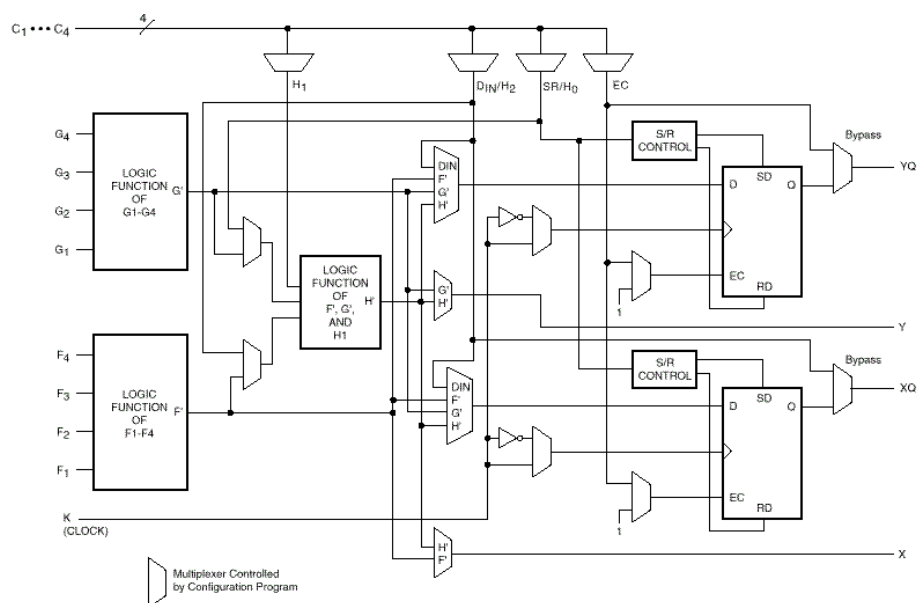 C1 ••• C4
4
H1
DIN/H2
SR/H0
EC
G4
G3
G2
G1
LOGIC
FUNCTION
OF
G1-G4
G'
DIN
F'
G'
H'
S/R
CONTROL
D
SD
Q
EC
RD
1
Bypass
YQ
LOGIC
FUNCTION
OF
F', G',
AND
H1
H'
G'
H'
Y
F4
F3
F2
F1
LOGIC
FUNCTION
OF
F1-F4
F'
DIN
F'
G'
H'
S/R
CONTROL
D
SD
Q
EC
RD
1
Bypass
XQ
K
(CLOCK)
H'
F'
X
Multiplexer Controlled
by Configuration Program